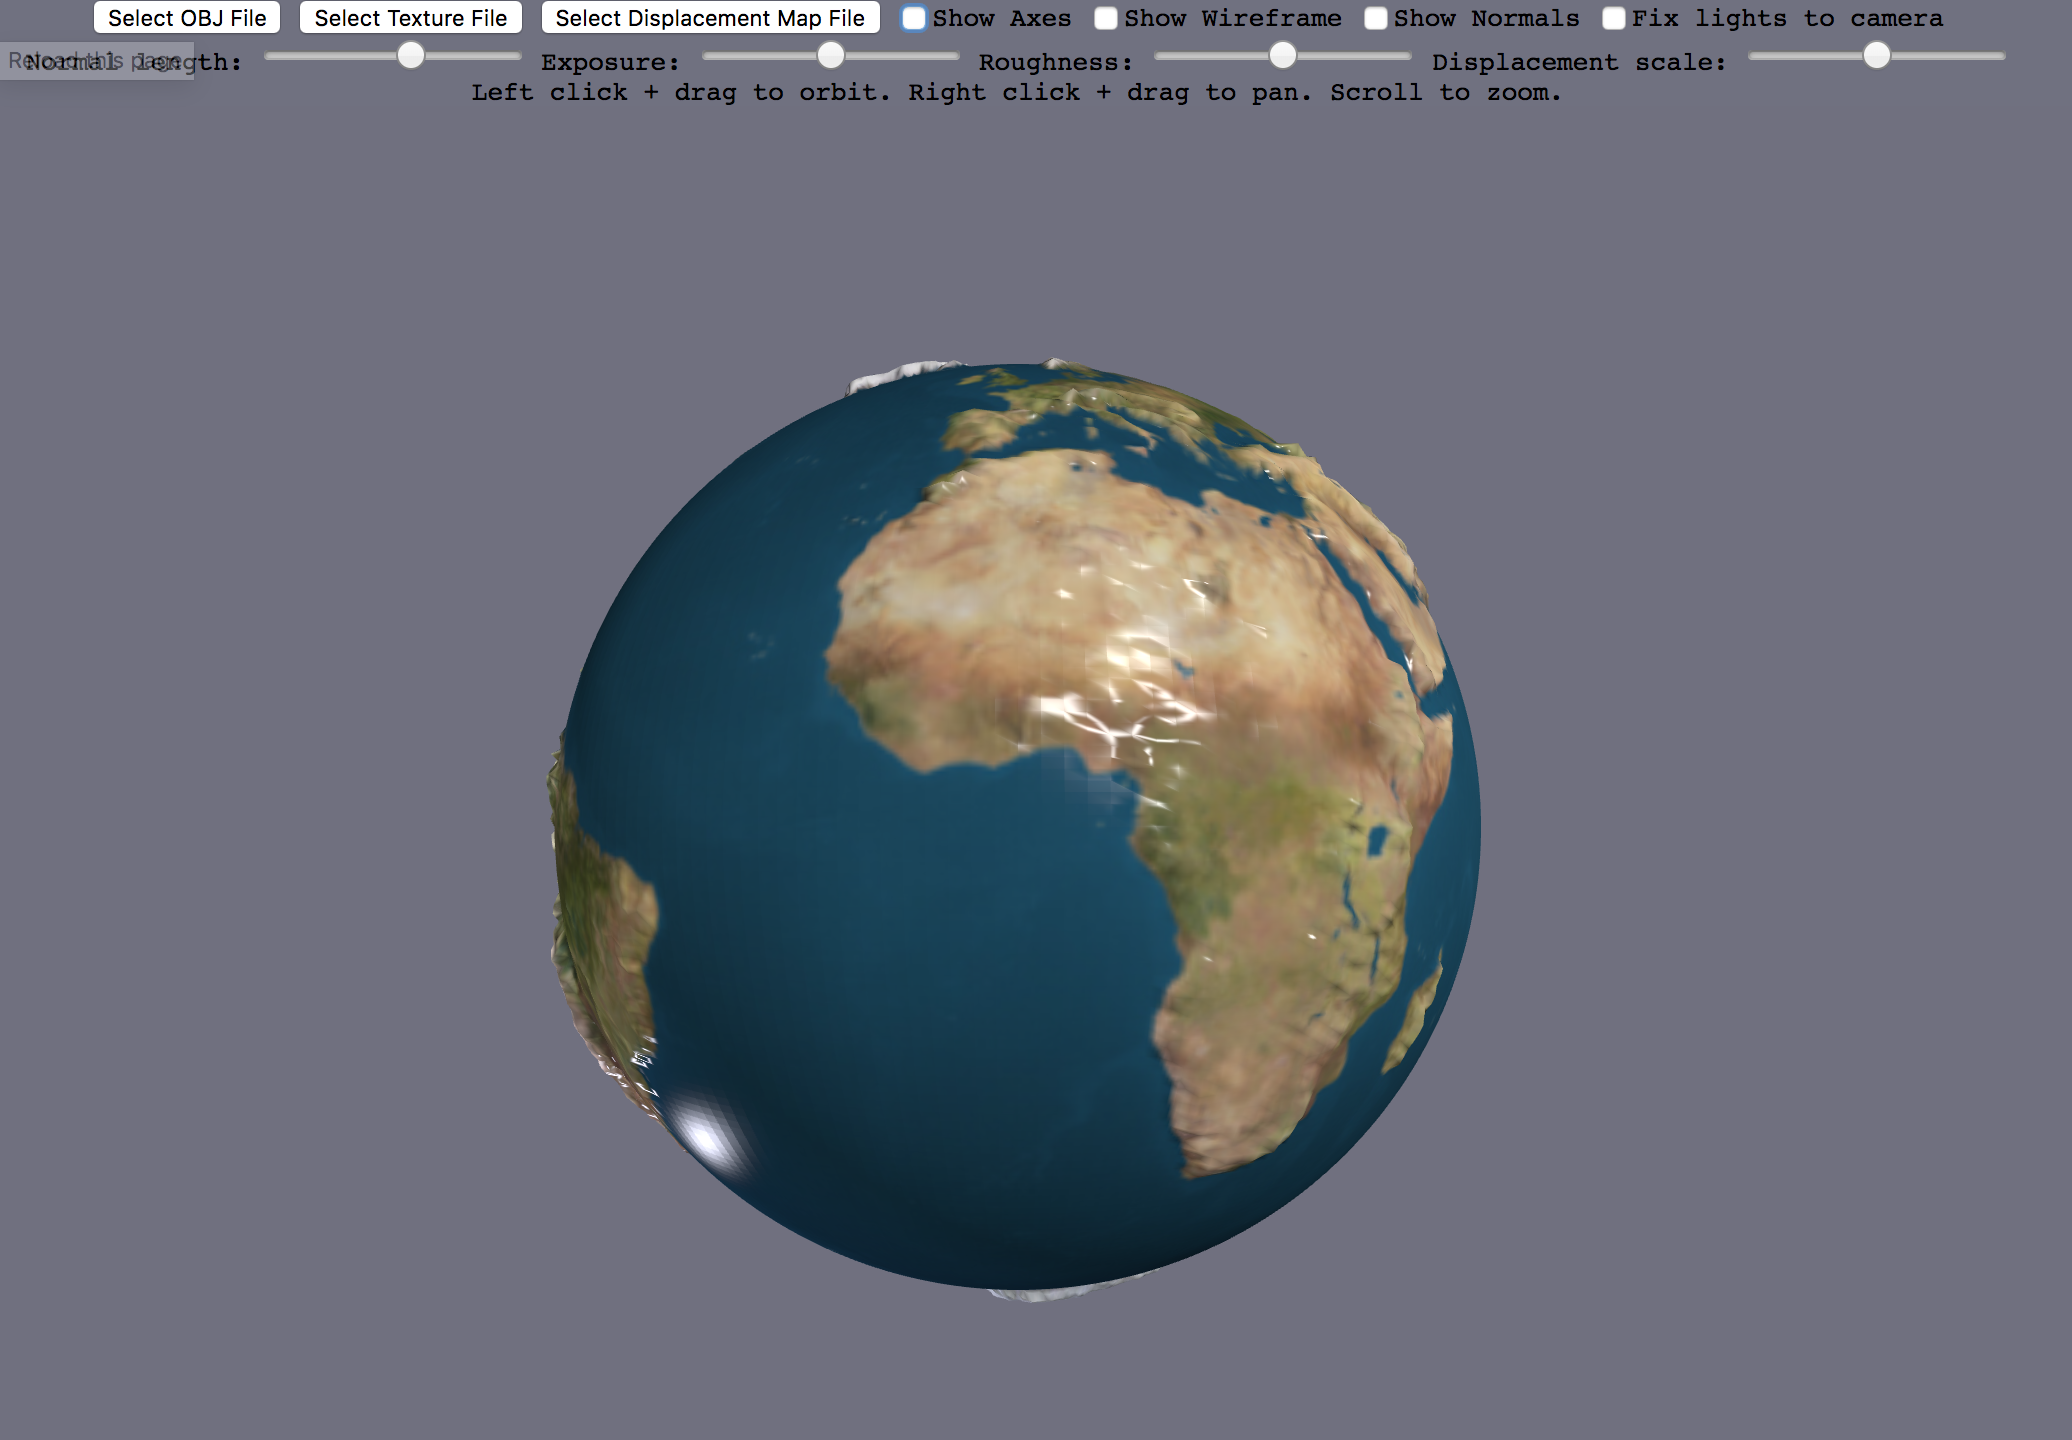 Select OBJ File Select Texture File Select Displacement Map File Show Axes Show Wireframe Show Normals Fix lights to camera
Reload this page
Normal length: Exposure: Roughness: Displacement scale:
Left click + drag to orbit. Right click + drag to pan. Scroll to zoom.